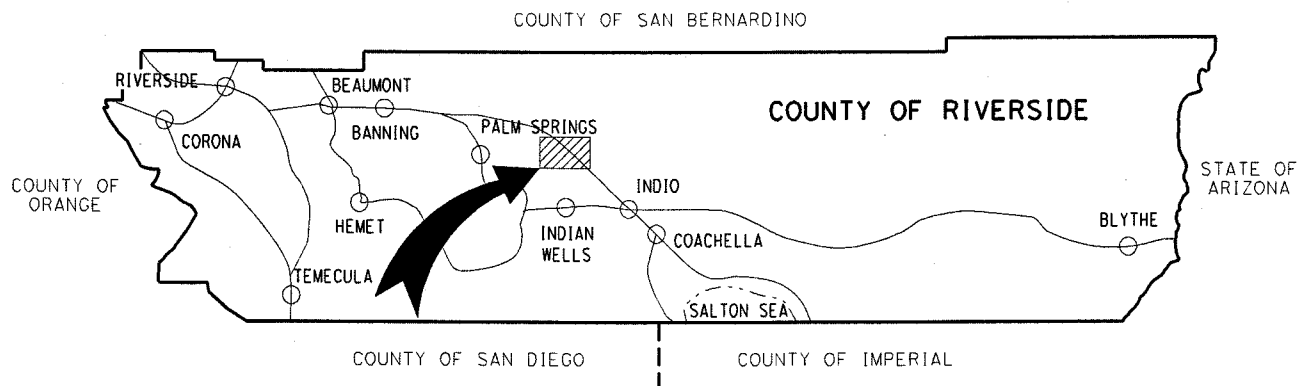 COUNTY OF SAN BERNARDINO
RIVERSIDE
BEAUMONT
COUNTY OF RIVERSIDE
BANNING
PALM SPRINGS
CORONA
COUNTY OF
ORANGE
STATE OF
ARIZONA
INDIO
HEMET
INDIAN
WELLS
COACHELLA
BLYTHE
TEMECULA
SALTON SEA
COUNTY OF SAN DIEGO
COUNTY OF IMPERIAL